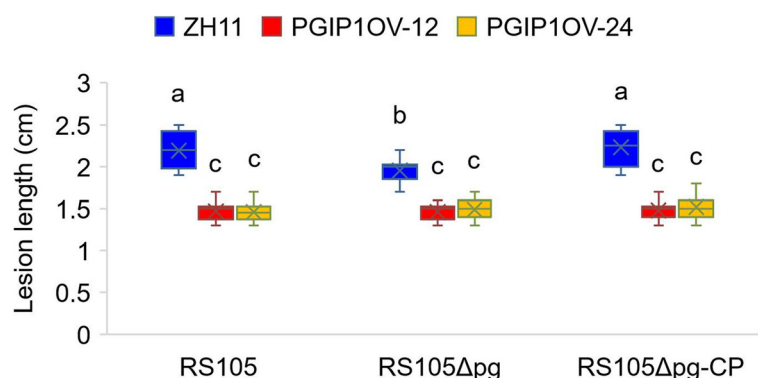 ZH11 PGIP1OV-12 PGIP1OV-24
Lesion length (cm)
3
2.5
2
1.5
1
0.5
0
a
c
c
b
c
c
a
c
c
RS105 RS105Δpg RS105Δpg-CP